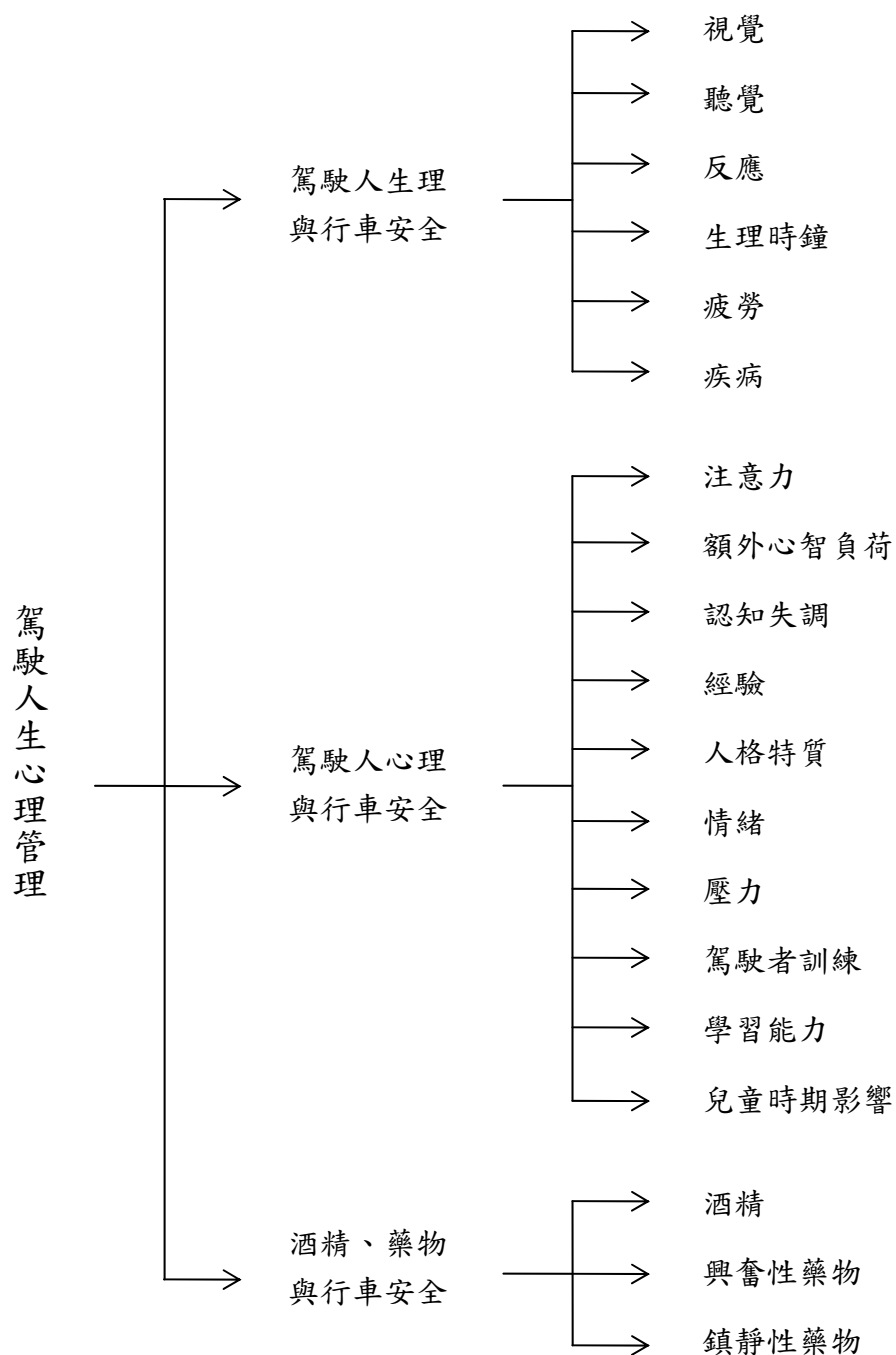 駕駛人生心理管理
駕駛人生理
與行車安全
視覺
聽覺
反應
生理時鐘
疲勞
疾病
駕駛人心理
與行車安全
注意力
額外心智負荷
認知失調
經驗
人格特質
情緒
壓力
駕駛者訓練
學習能力
兒童時期影響
酒精、藥物
與行車安全
酒精
興奮性藥物
鎮靜性藥物